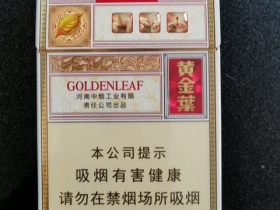 GOLDENLEAF
河南中烟工业有限
责任公司出品
黄金葉
本公司提示
吸烟有害健康
请勿在禁烟场所吸烟